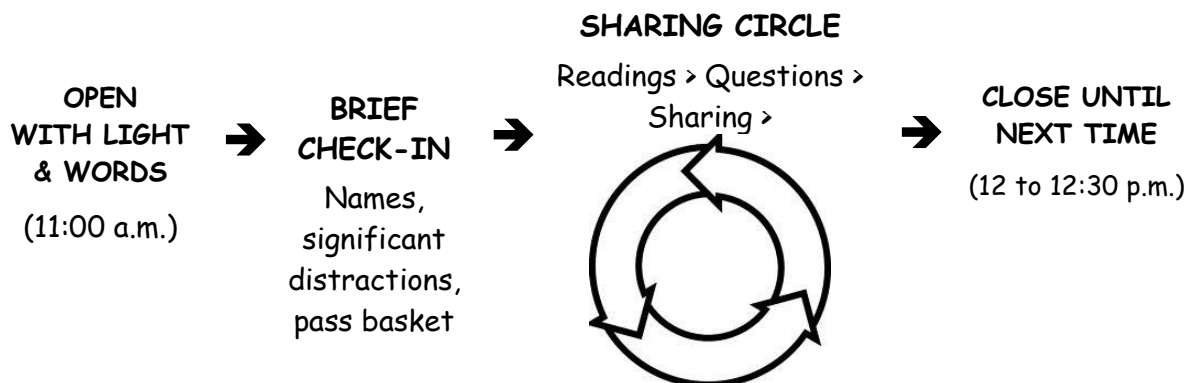 OPEN
WITH LIGHT
& WORDS
(11:00 a.m.)
BRIEF
CHECK-IN
Names,
significant
distractions,
pass basket
SHARING CIRCLE
Readings > Questions >
Sharing >
CLOSE UNTIL
NEXT TIME
(12 to 12:30 p.m.)